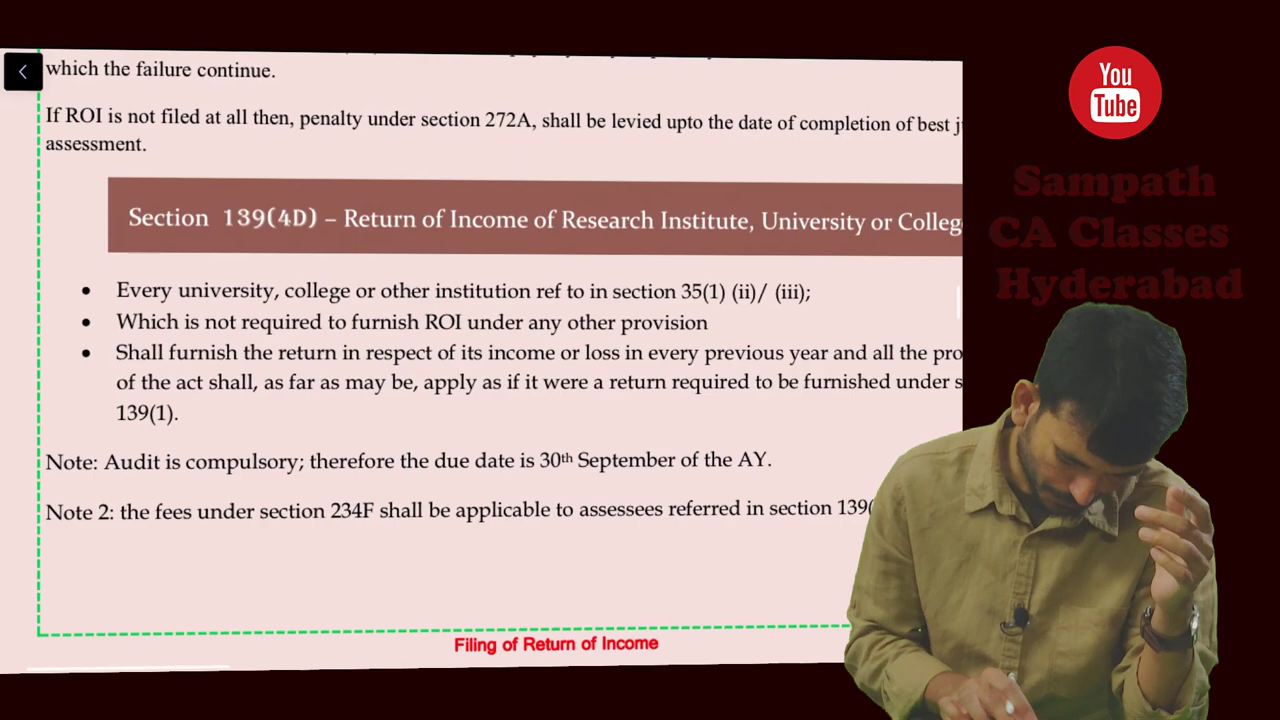 which the failure continue.
If ROI is not filed at all then, penalty under section 272A, shall be levied upto the date of completion of best
assessment.
Section 139(4D) – Return of Income of Research Institute, University or Colleg
Every university, college or other institution ref to in section 35(1) (ii)/ (iii);
Which is not required to furnish ROI under any other provision
Shall furnish the return in respect of its income or loss in every previous year and all the pro
of the act shall, as far as may be, apply as if it were a return required to be furnished under s
139(1).
Note: Audit is compulsory; therefore the due date is 30th September of the AY.
Note 2: the fees under section 234F shall be applicable to assessees referred in section 139(
Filing of Return of Income
You
Tube
Sampath
CA Classes
Hyderabad